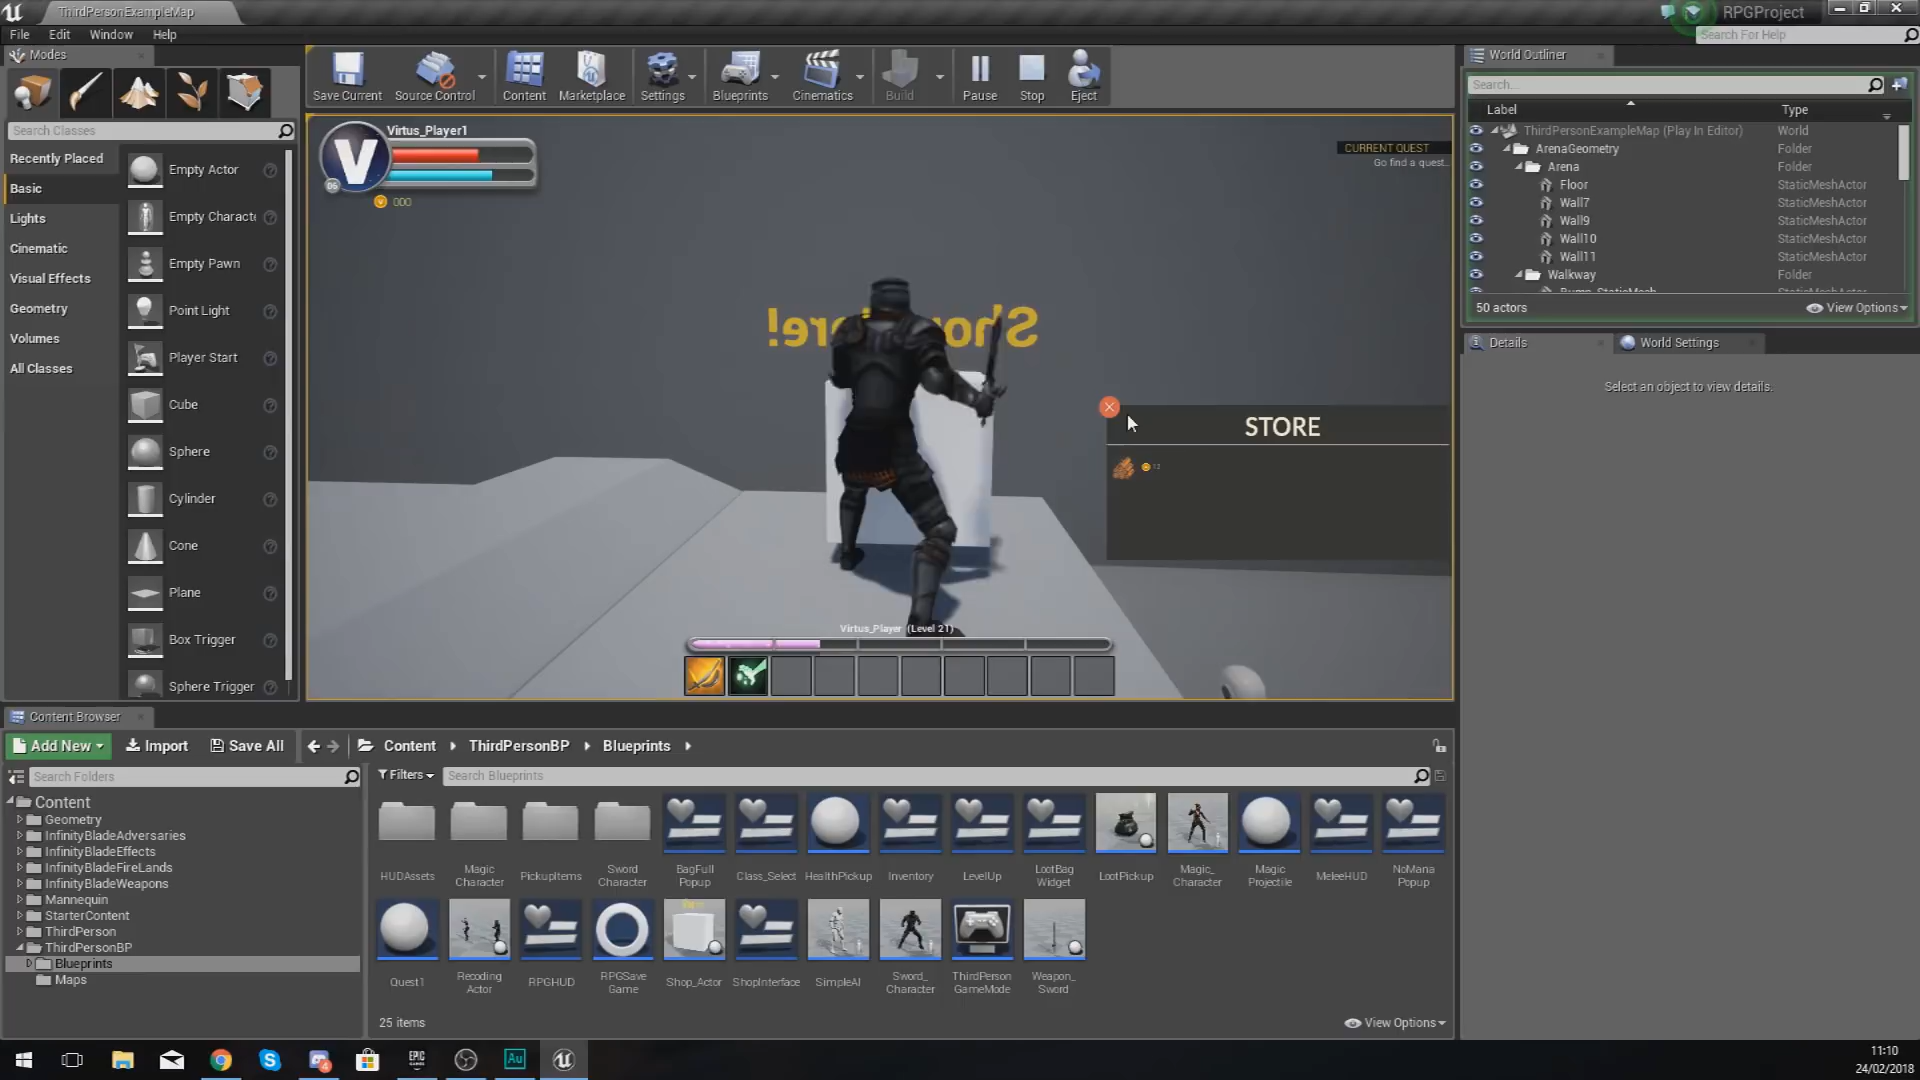 ThirdPersonExampleMap
RPGProject
File Edit Window Help
Search For Help
Modes
Search Classes
Recently Placed
Basic
Lights
Cinematic
Visual Effects
Geometry
Volumes
All Classes
Empty Actor
Empty Charact
Empty Pawn
Point Light
Player Start
Cube
Sphere
Cylinder
Cone
Plane
Box Trigger
Sphere Trigger
Save Current
Source Control
Content
Marketplace
Settings
Blueprints
Cinematics
Build
Pause
Stop
Eject
Virtus_Player1
V
000
CURRENT QUEST
Go find a quest..
STORE
12
Virtus_Player (Level 21)
World Outliner
Search...
Label Type
ThirdPersonExampleMap (Play In Editor) World
ArenaGeometry Folder
Arena Folder
Floor StaticMeshActor
Wall7 StaticMeshActor
Wall9 StaticMeshActor
Wall10 StaticMeshActor
Wall11 StaticMeshActor
Walkway Folder
50 actors
View Options
Details
World Settings
Select an object to view details.
Content Browser
Add New
Import
Save All
Content
ThirdPersonBP
Blueprints
Search Folders
Filters
Search Blueprints
Content
Geometry
InfinityBladeAdversaries
InfinityBladeEffects
InfinityBladeFireLands
InfinityBladeWeapons
Mannequin
StarterContent
ThirdPerson
ThirdPersonBP
Blueprints
Maps
HUDAssets
Magic Character
PickupItems
Sword Character
BagFull Popup
Class_Select
HealthPickup
Inventory
LevelUp
LootBag Widget
LootPickup
Magic_ Character
Magic Projectile
MeleeHUD
NoMana Popup
Quest1
Recoding Actor
RPGHUD
RPGSave Game
Shop_Actor
ShopInterface
SimpleAI
Sword_ Character
ThirdPerson GameMode
Weapon_ Sword
25 items
View Options
4
EPIC
Au
11:10
24/02/2018